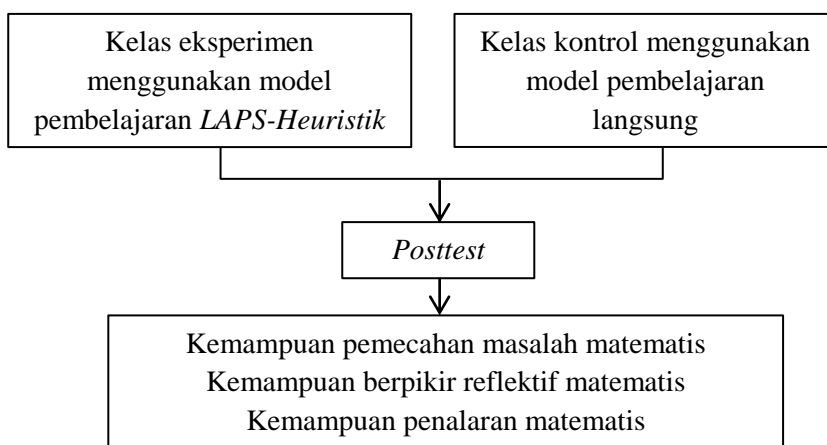 Kelas eksperimen
menggunakan model
pembelajaran LAPS-Heuristik
Kelas kontrol menggunakan
model pembelajaran
langsung
Posttest
Kemampuan pemecahan masalah matematis
Kemampuan berpikir reflektif matematis
Kemampuan penalaran matematis